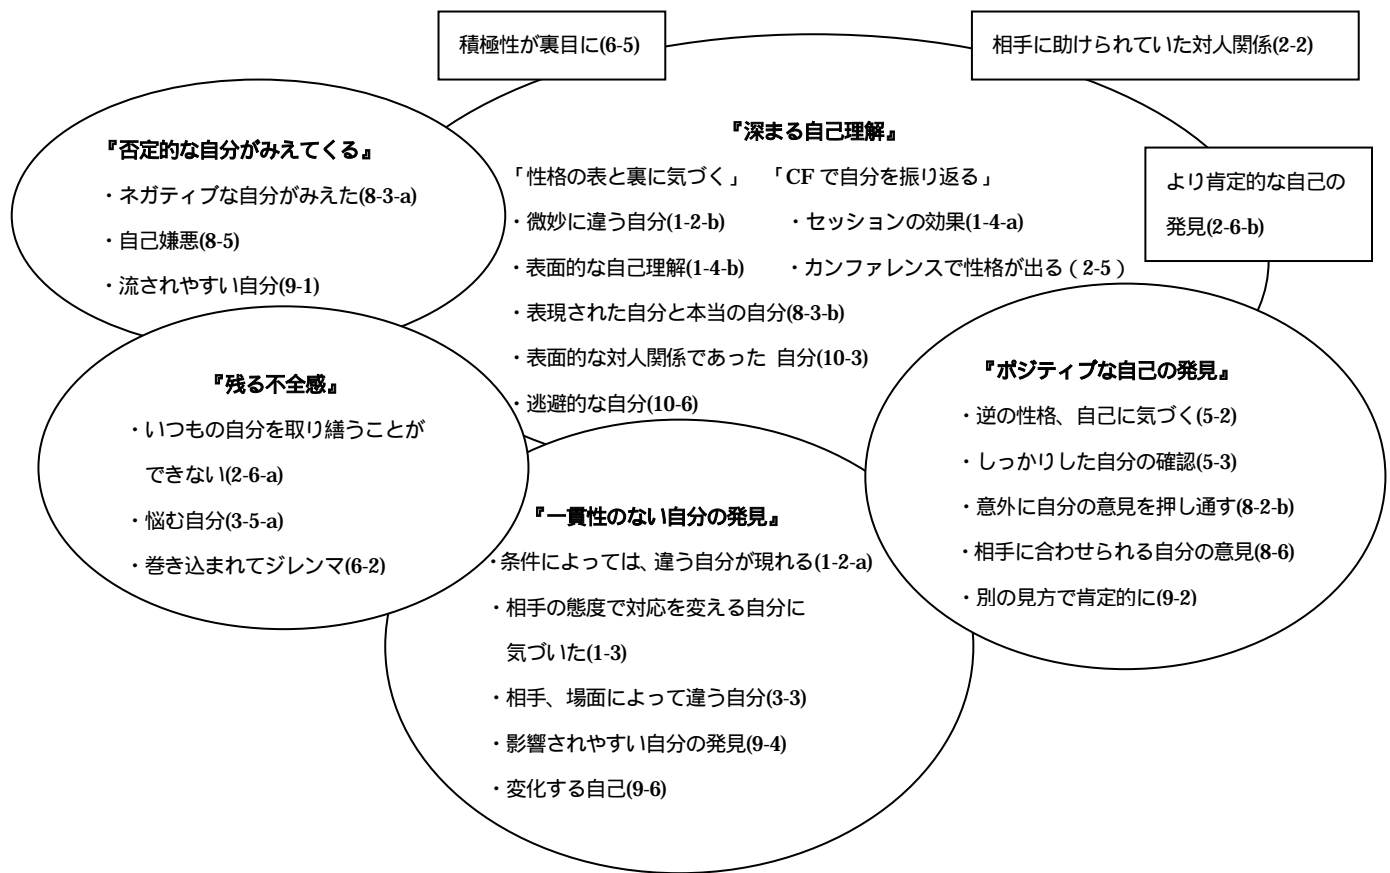 積極性が裏目に(6-5)
相手に助けられていた対人関係(2-2)
より肯定的な自己の
発見(2-6-b)
『否定的な自分がみえてくる』
・ネガティブな自分がみえた(8-3-a)
・自己嫌悪(8-5)
・流されやすい自分(9-1)
『深まる自己理解』
「性格の表と裏に気づく」 「CF で自分を振り返る」
・微妙に違う自分(1-2-b) ・セッションの効果(1-4-a)
・表面的な自己理解(1-4-b) ・カンファレンスで性格が出る(2-5)
・表現された自分と本当の自分(8-3-b)
・表面的な対人関係であった 自分(10-3)
・逃避的な自分(10-6)
『残る不全感』
・いつもの自分を取り繕うことが
できない(2-6-a)
・悩む自分(3-5-a)
・巻き込まれてジレンマ(6-2)
『一貫性のない自分の発見』
・条件によっては、違う自分が現れる(1-2-a)
・相手の態度で対応を変える自分に
気づいた(1-3)
・相手、場面によって違う自分(3-3)
・影響されやすい自分の発見(9-4)
・変化する自己(9-6)
『ポジティブな自己の発見』
・逆の性格、自己に気づく(5-2)
・しっかりした自分の確認(5-3)
・意外に自分の意見を押し通す(8-2-b)
・相手に合わせられる自分の意見(8-6)
・別の見方で肯定的に(9-2)